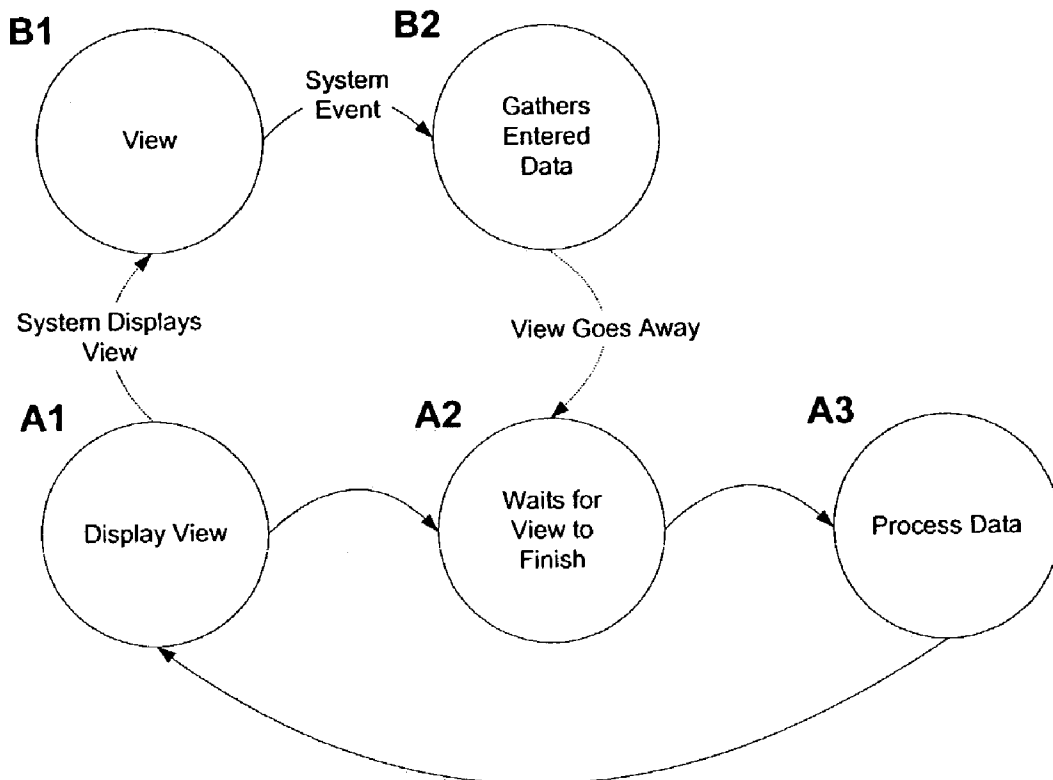 B1
B2
View
System
Event
Gathers
Entered
Data
System Displays
View
View Goes Away
A1
A2
A3
Display View
Waits for
View to
Finish
Process Data